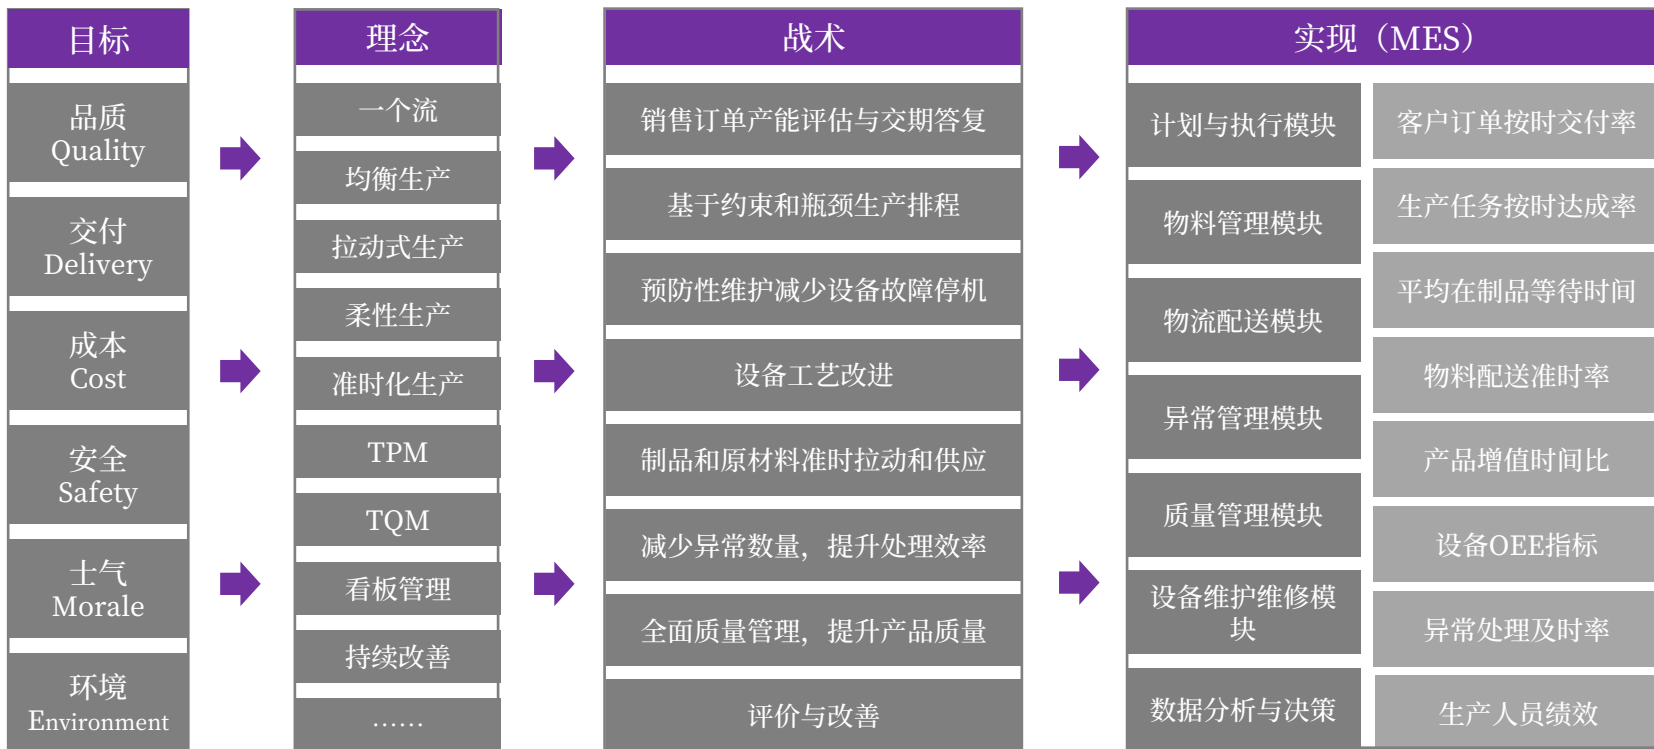 目标
品质
Quality
交付
Delivery
成本
Cost
安全
Safety
士气
Morale
环境
Environment
理念
一个流
均衡生产
拉动式生产
柔性生产
准时化生产
TPM
TQM
看板管理
持续改善
……
战术
销售订单产能评估与交期答复
基于约束和瓶颈生产排程
预防性维护减少设备故障停机
设备工艺改进
制品和原材料准时拉动和供应
减少异常数量，提升处理效率
全面质量管理，提升产品质量
评价与改善
实现（MES）
计划与执行模块
物料管理模块
物流配送模块
异常管理模块
质量管理模块
设备维护维修模
块
数据分析与决策
客户订单按时交付率
生产任务按时达成率
平均在制品等待时间
物料配送准时率
产品增值时间比
设备OEE指标
异常处理及时率
生产人员绩效